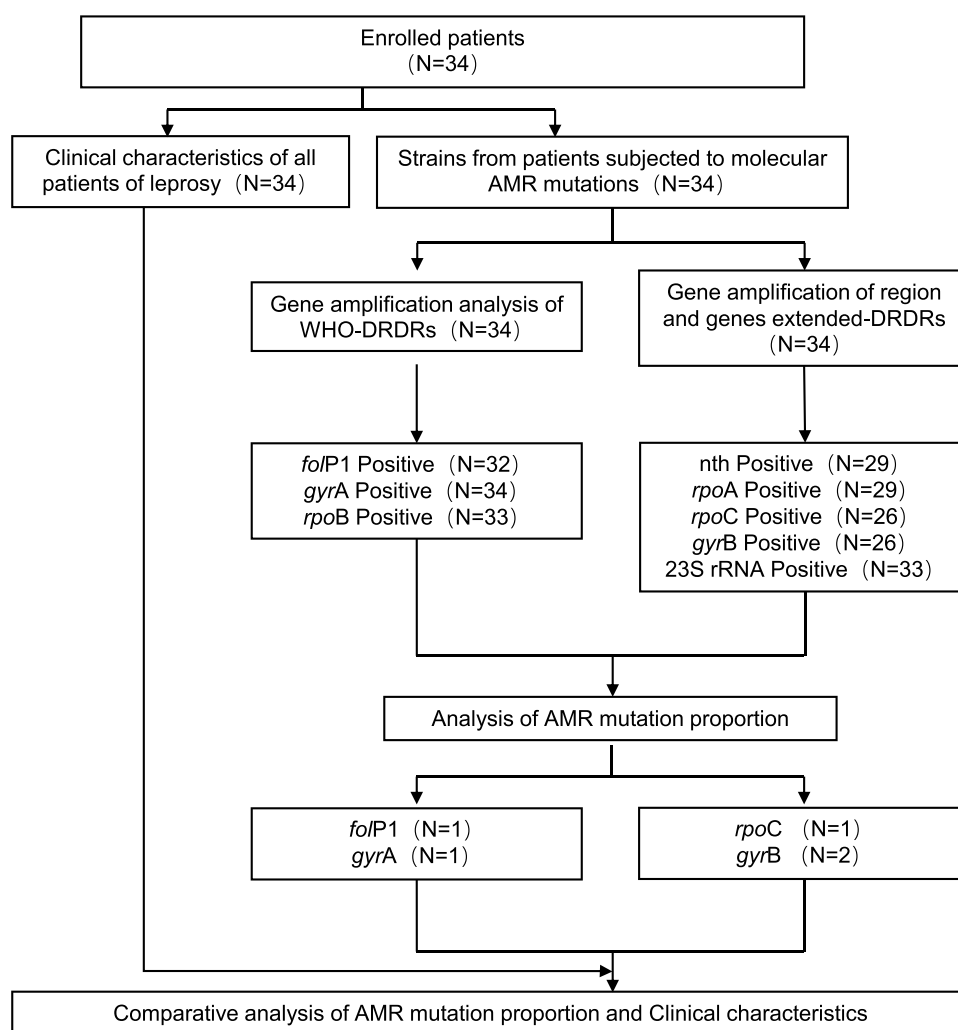 Enrolled patients
（N=34）
Clinical characteristics of all
patients of leprosy（N=34）
Strains from patients subjected to molecular
AMR mutations（N=34）
Gene amplification analysis of
WHO-DRDRs（N=34）
Gene amplification of region
and genes extended-DRDRs
（N=34）
folP1 Positive（N=32）
gyrA Positive（N=34）
rpoB Positive（N=33）
nth Positive（N=29）
rpoA Positive（N=29）
rpoC Positive（N=26）
gyrB Positive（N=26）
23S rRNA Positive（N=33）
Analysis of AMR mutation proportion
folP1（N=1）
gyrA（N=1）
rpoC（N=1）
gyrB（N=2）
Comparative analysis of AMR mutation proportion and Clinical characteristics